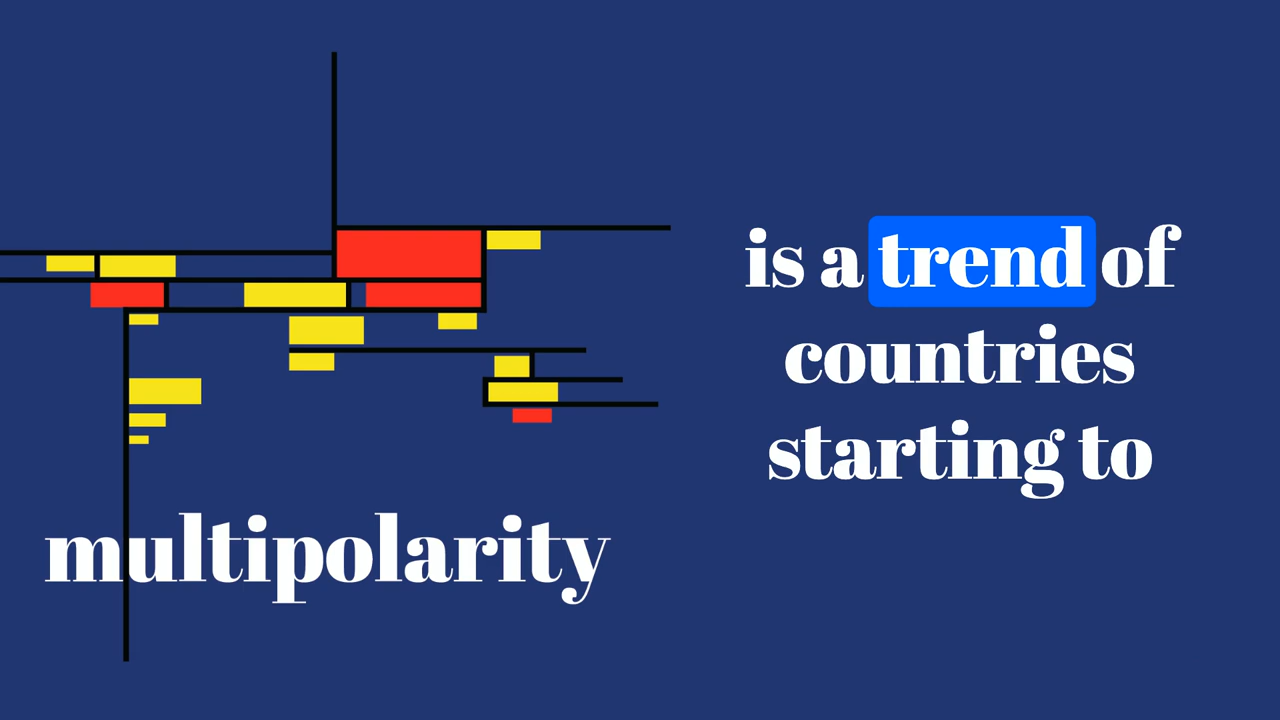 multipolarity
is a trend of
countries
starting to